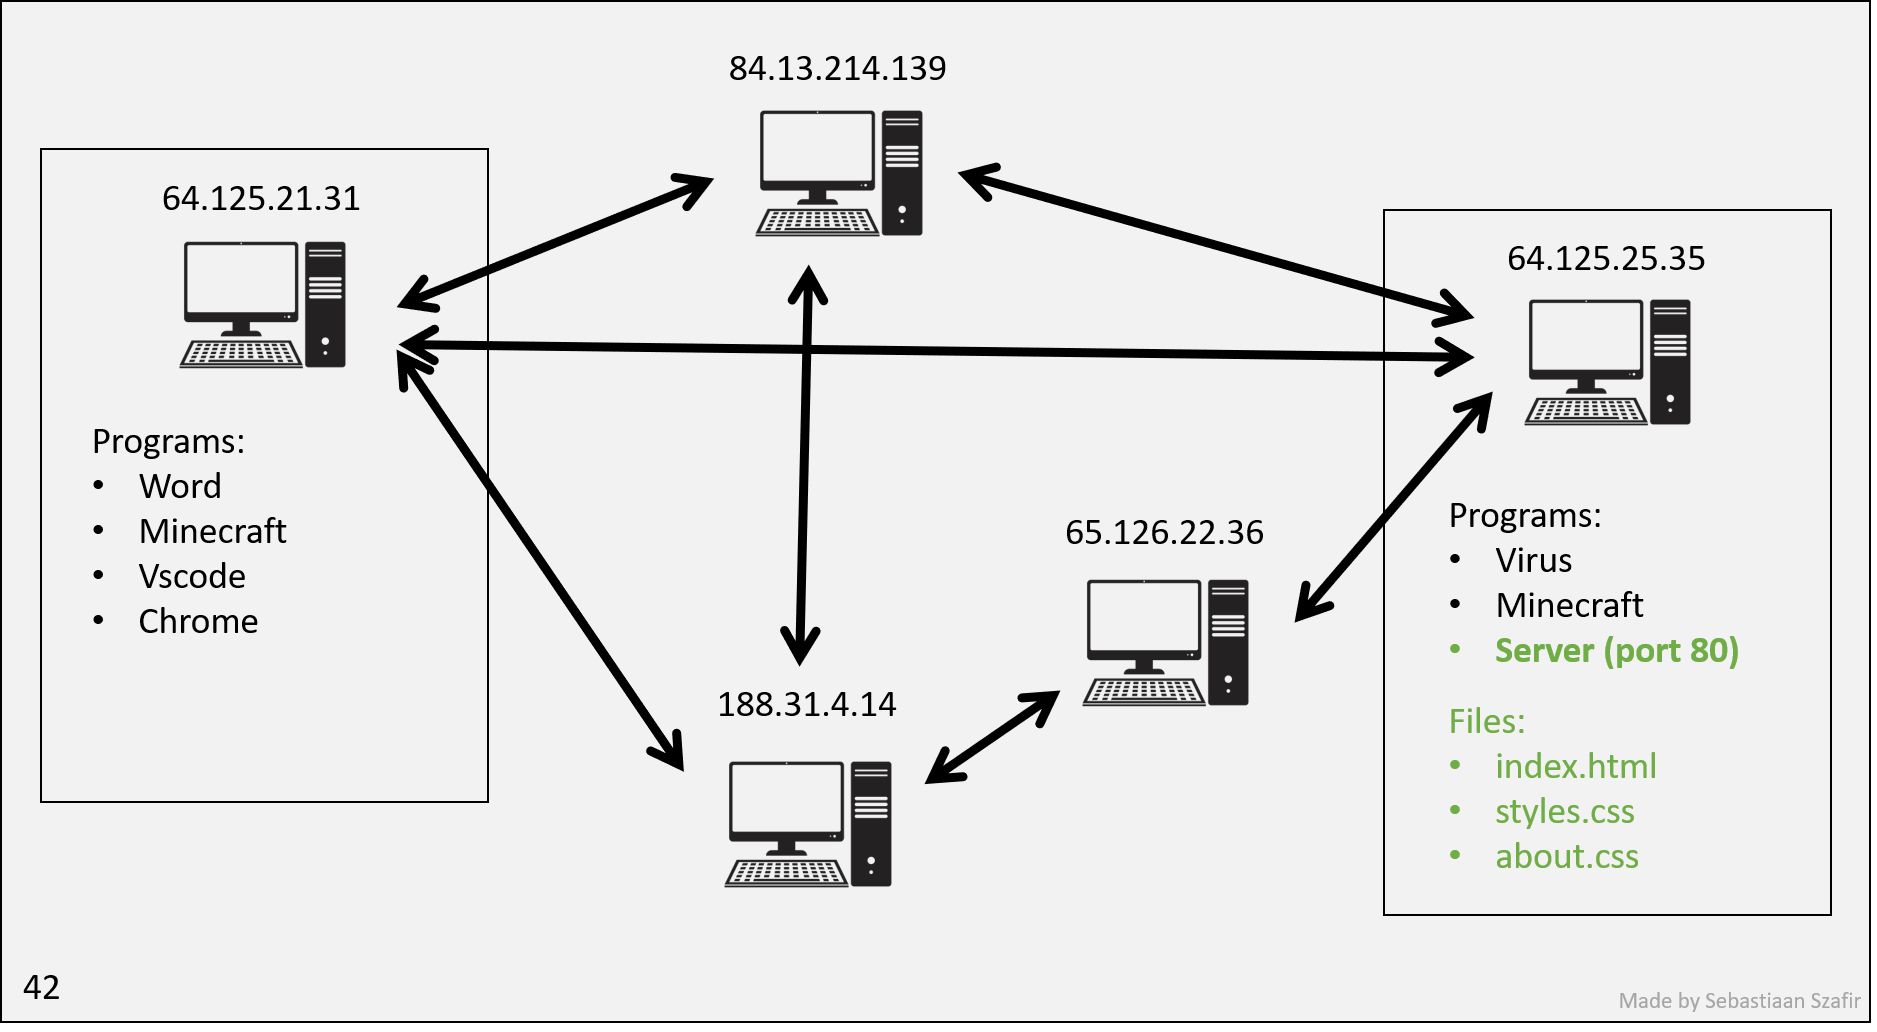 84.13.214.139
64.125.21.31
Programs:
• Word
• Minecraft
• Vscode
• Chrome
64.125.25.35
Programs:
• Virus
• Minecraft
• Server (port 80)
Files:
• index.html
• styles.css
• about.css
65.126.22.36
188.31.4.14
42
Made by Sebastiaan Szafir